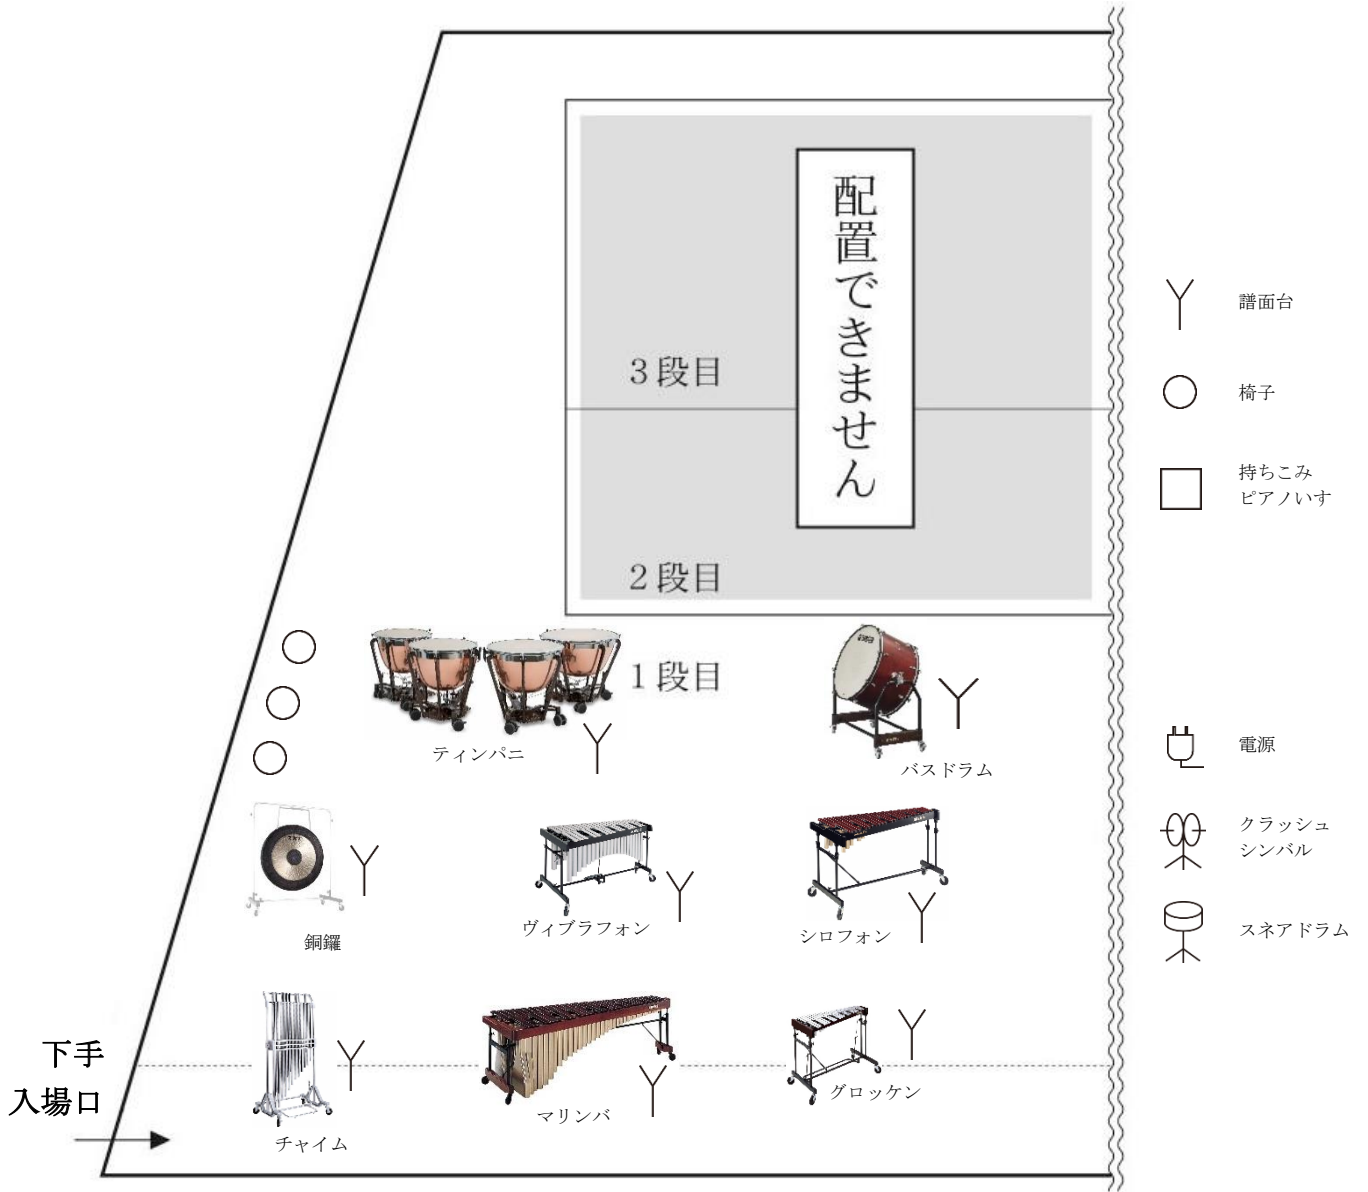 配置できません
3段目
2段目
1段目
ティンパニ
バスドラム
銅鑼
ヴィブラフォン
シロフォン
下手
入場口
チャイム
マリンバ
グロッケン
譜面台
椅子
持ちこみ
ピアノいす
電源
クラッシュ
シンバル
スネアドラム